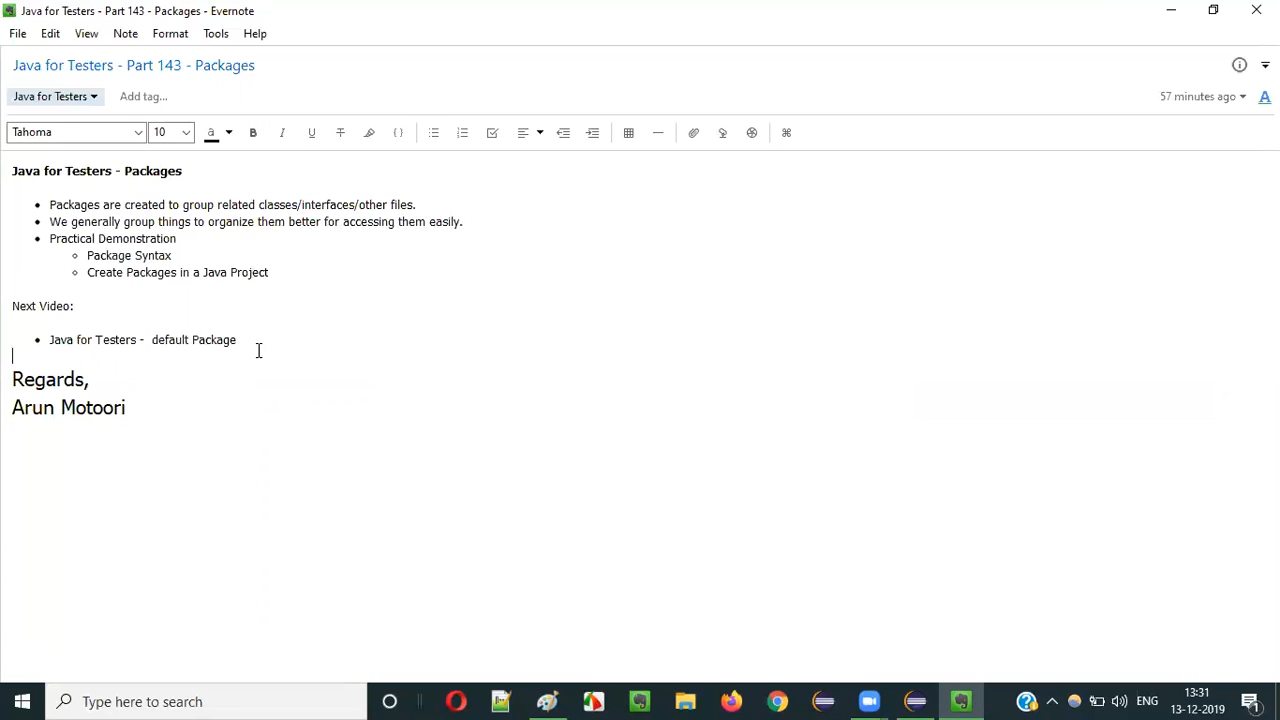 Java for Testers - Part 143 - Packages - Evernote
File Edit View Note Format Tools Help
Java for Testers - Part 143 - Packages
Java for Testers Add tag... 57 minutes ago
Tahoma 10
Java for Testers - Packages
Packages are created to group related classes/interfaces/other files.
We generally group things to organize them better for accessing them easily.
Practical Demonstration
Package Syntax
Create Packages in a Java Project
Next Video:
Java for Testers - default Package
Regards,
Arun Motoori
Type here to search
ENG
13:31
13-12-2019
1